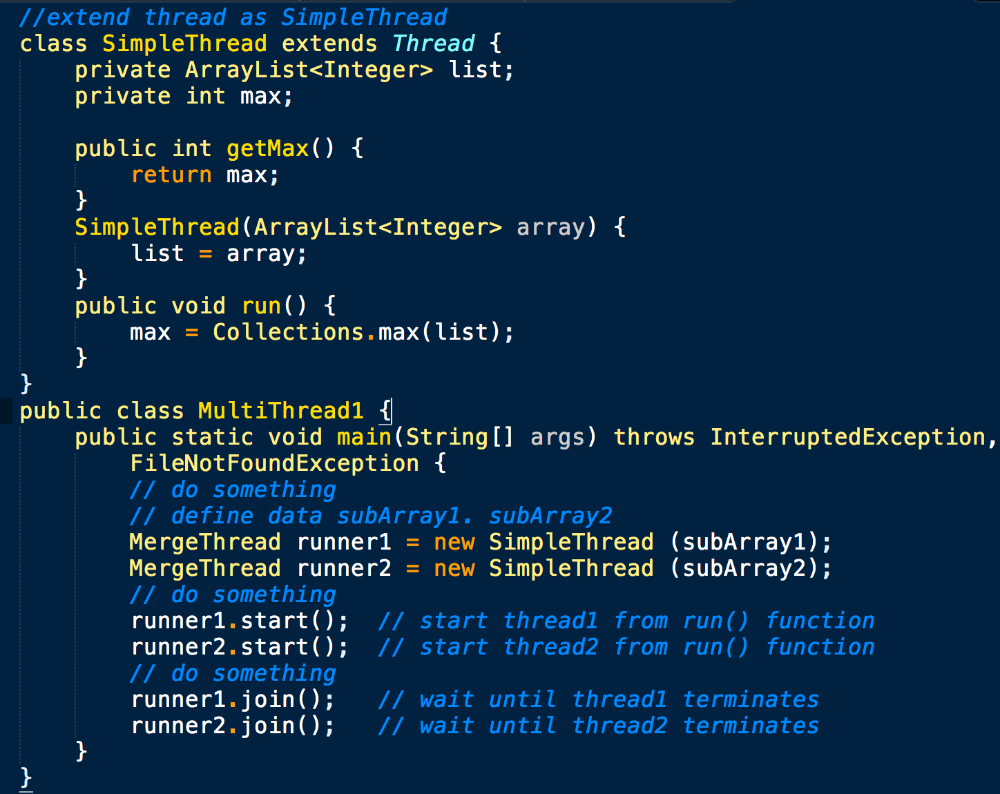 //extend thread as SimpleThread
class SimpleThread extends Thread {
    private ArrayList<Integer> list;
    private int max;

    public int getMax() {
        return max;
    }
    SimpleThread(ArrayList<Integer> array) {
        list = array;
    }
    public void run() {
        max = Collections.max(list);
    }
}
public class MultiThread1 {
    public static void main(String[] args) throws InterruptedException,
        FileNotFoundException {
        // do something
        // define data subArray1. subArray2
        MergeThread runner1 = new SimpleThread (subArray1);
        MergeThread runner2 = new SimpleThread (subArray2);
        // do something
        runner1.start();  // start thread1 from run() function
        runner2.start();  // start thread2 from run() function
        // do something
        runner1.join();   // wait until thread1 terminates
        runner2.join();   // wait until thread2 terminates
    }
}